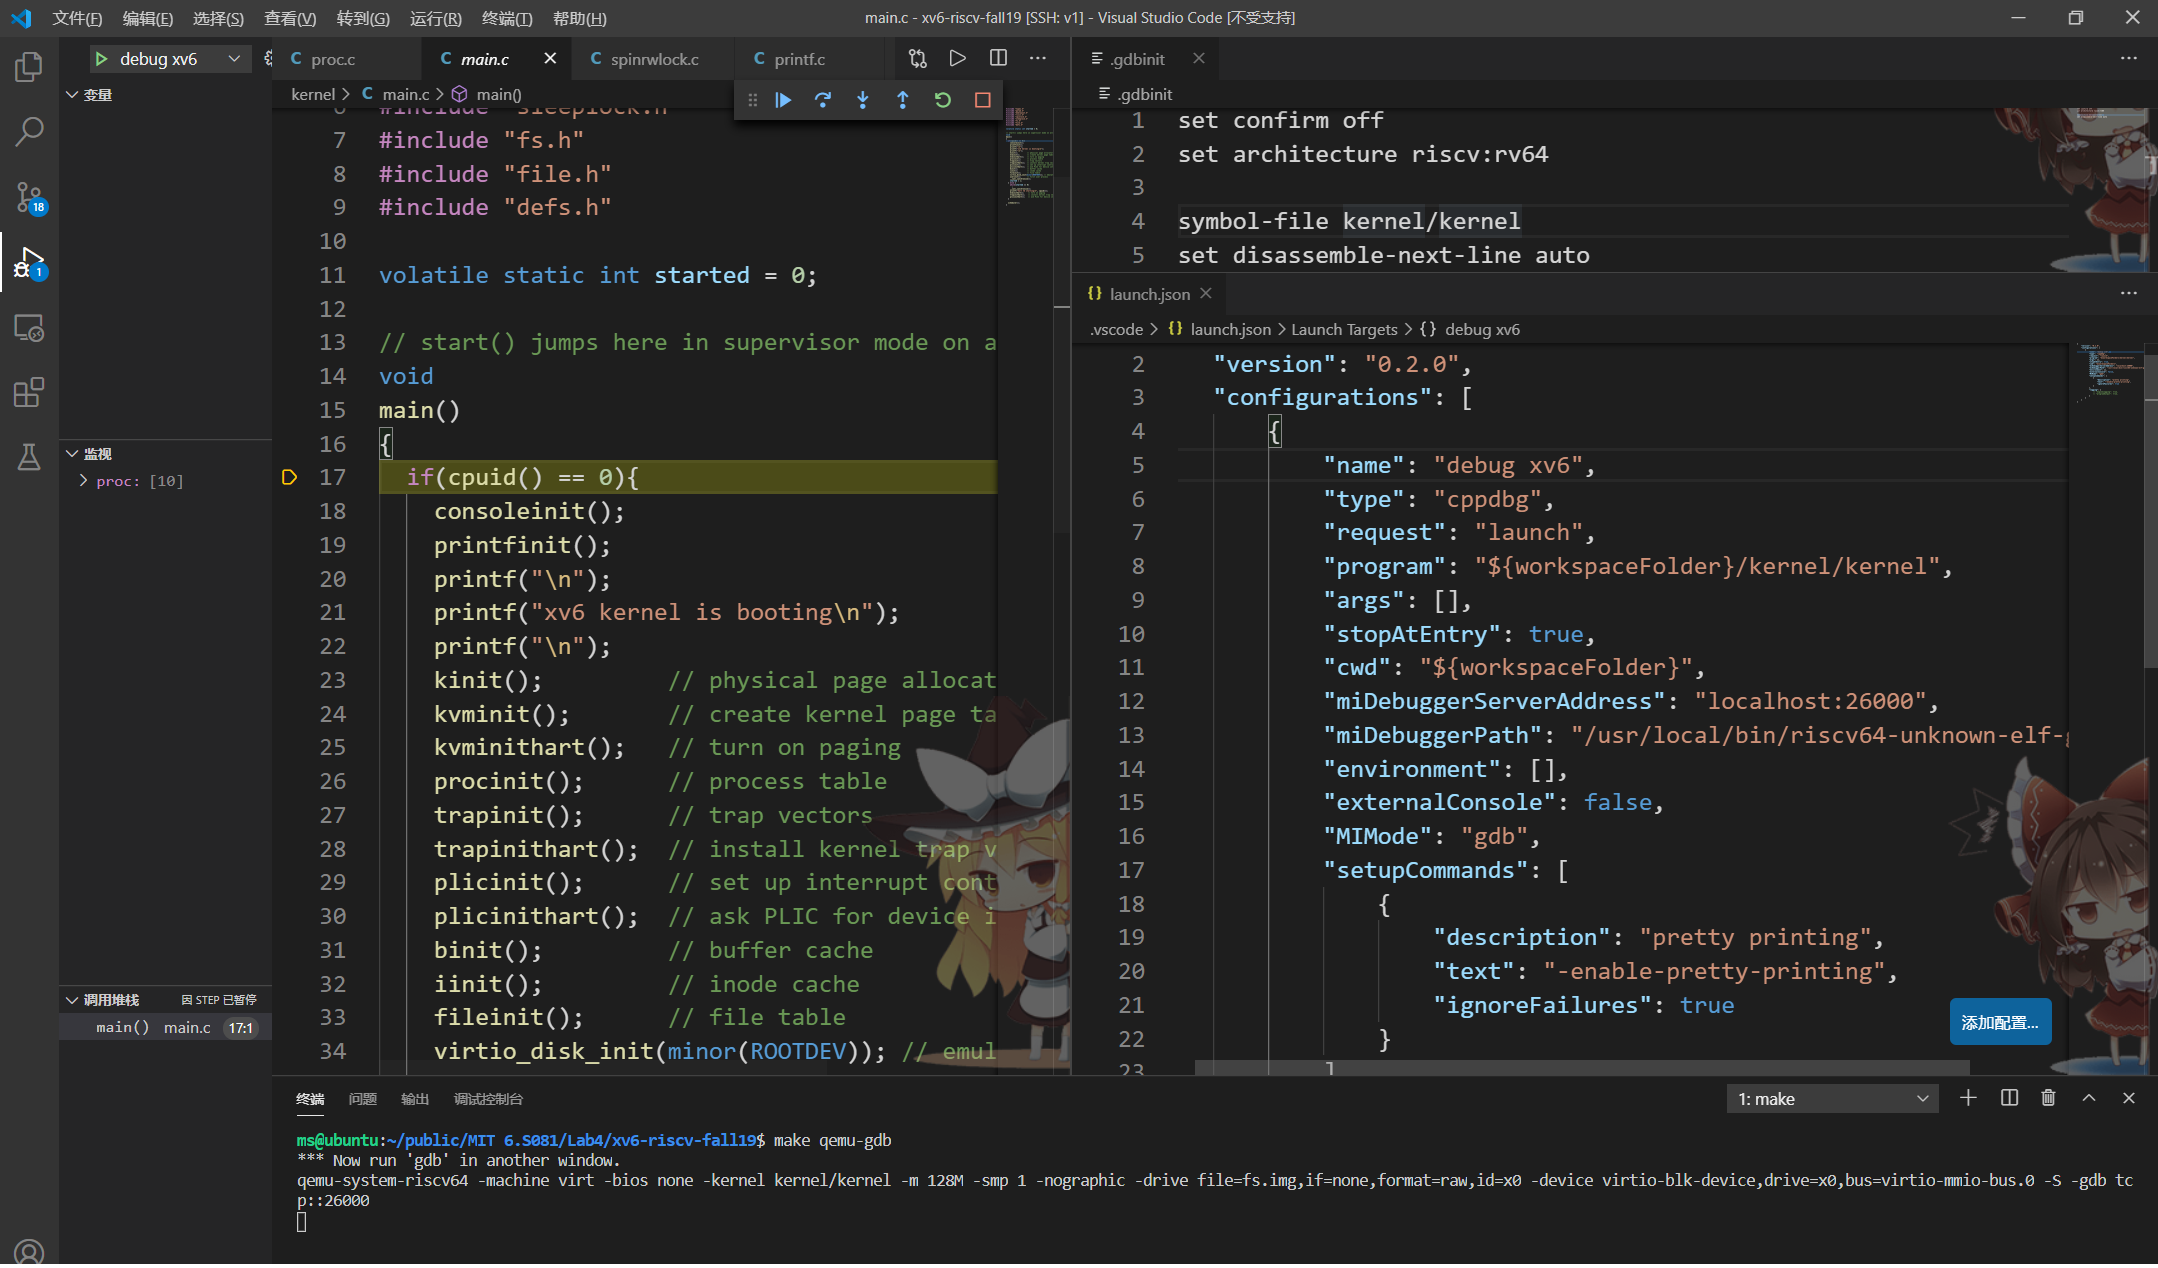 文件(F) 编辑(E) 选择(S) 查看(V) 转到(G) 运行(R) 终端(T) 帮助(H) main.c - xv6-riscv-fall19 [SSH: v1] - Visual Studio Code [不受支持]
debug xv6
变量
18
1
监视
proc: [10]
调用堆栈 因 STEP 已暂停
main() main.c 17:1
proc.c main.c spinrwlock.c printf.c
kernel > main.c > main()
6 #include "sleeplock.h"
7 #include "fs.h"
8 #include "file.h"
9 #include "defs.h"
10
11 volatile static int started = 0;
12
13 // start() jumps here in supervisor mode on a
14 void
15 main()
16 {
17 if(cpuid() == 0){
18 consoleinit();
19 printfinit();
20 printf("\n");
21 printf("xv6 kernel is booting\n");
22 printf("\n");
23 kinit(); // physical page allocat
24 kvminit(); // create kernel page ta
25 kvminithart(); // turn on paging
26 procinit(); // process table
27 trapinit(); // trap vectors
28 trapinithart(); // install kernel trap v
29 plicinit(); // set up interrupt cont
30 plicinithart(); // ask PLIC for device i
31 binit(); // buffer cache
32 iinit(); // inode cache
33 fileinit(); // file table
34 virtio_disk_init(minor(ROOTDEV)); // emul
.gdbinit
.gdbinit
1 set confirm off
2 set architecture riscv:rv64
3
4 symbol-file kernel/kernel
5 set disassemble-next-line auto
launch.json
.vscode > launch.json > Launch Targets > {} debug xv6
2 "version": "0.2.0",
3 "configurations": [
4 {
5 "name": "debug xv6",
6 "type": "cppdbg",
7 "request": "launch",
8 "program": "${workspaceFolder}/kernel/kernel",
9 "args": [],
10 "stopAtEntry": true,
11 "cwd": "${workspaceFolder}",
12 "miDebuggerServerAddress": "localhost:26000",
13 "miDebuggerPath": "/usr/local/bin/riscv64-unknown-elf-g
14 "environment": [],
15 "externalConsole": false,
16 "MIMode": "gdb",
17 "setupCommands": [
18 {
19 "description": "pretty printing",
20 "text": "-enable-pretty-printing",
21 "ignoreFailures": true
22 }
23 ]
添加配置...
终端 问题 输出 调试控制台 1: make
ms@ubuntu:~/public/MIT 6.S081/Lab4/xv6-riscv-fall19$ make qemu-gdb
*** Now run 'gdb' in another window.
qemu-system-riscv64 -machine virt -bios none -kernel kernel/kernel -m 128M -smp 1 -nographic -drive file=fs.img,if=none,format=raw,id=x0 -device virtio-blk-device,drive=x0,bus=virtio-mmio-bus.0 -S -gdb tc
p::26000